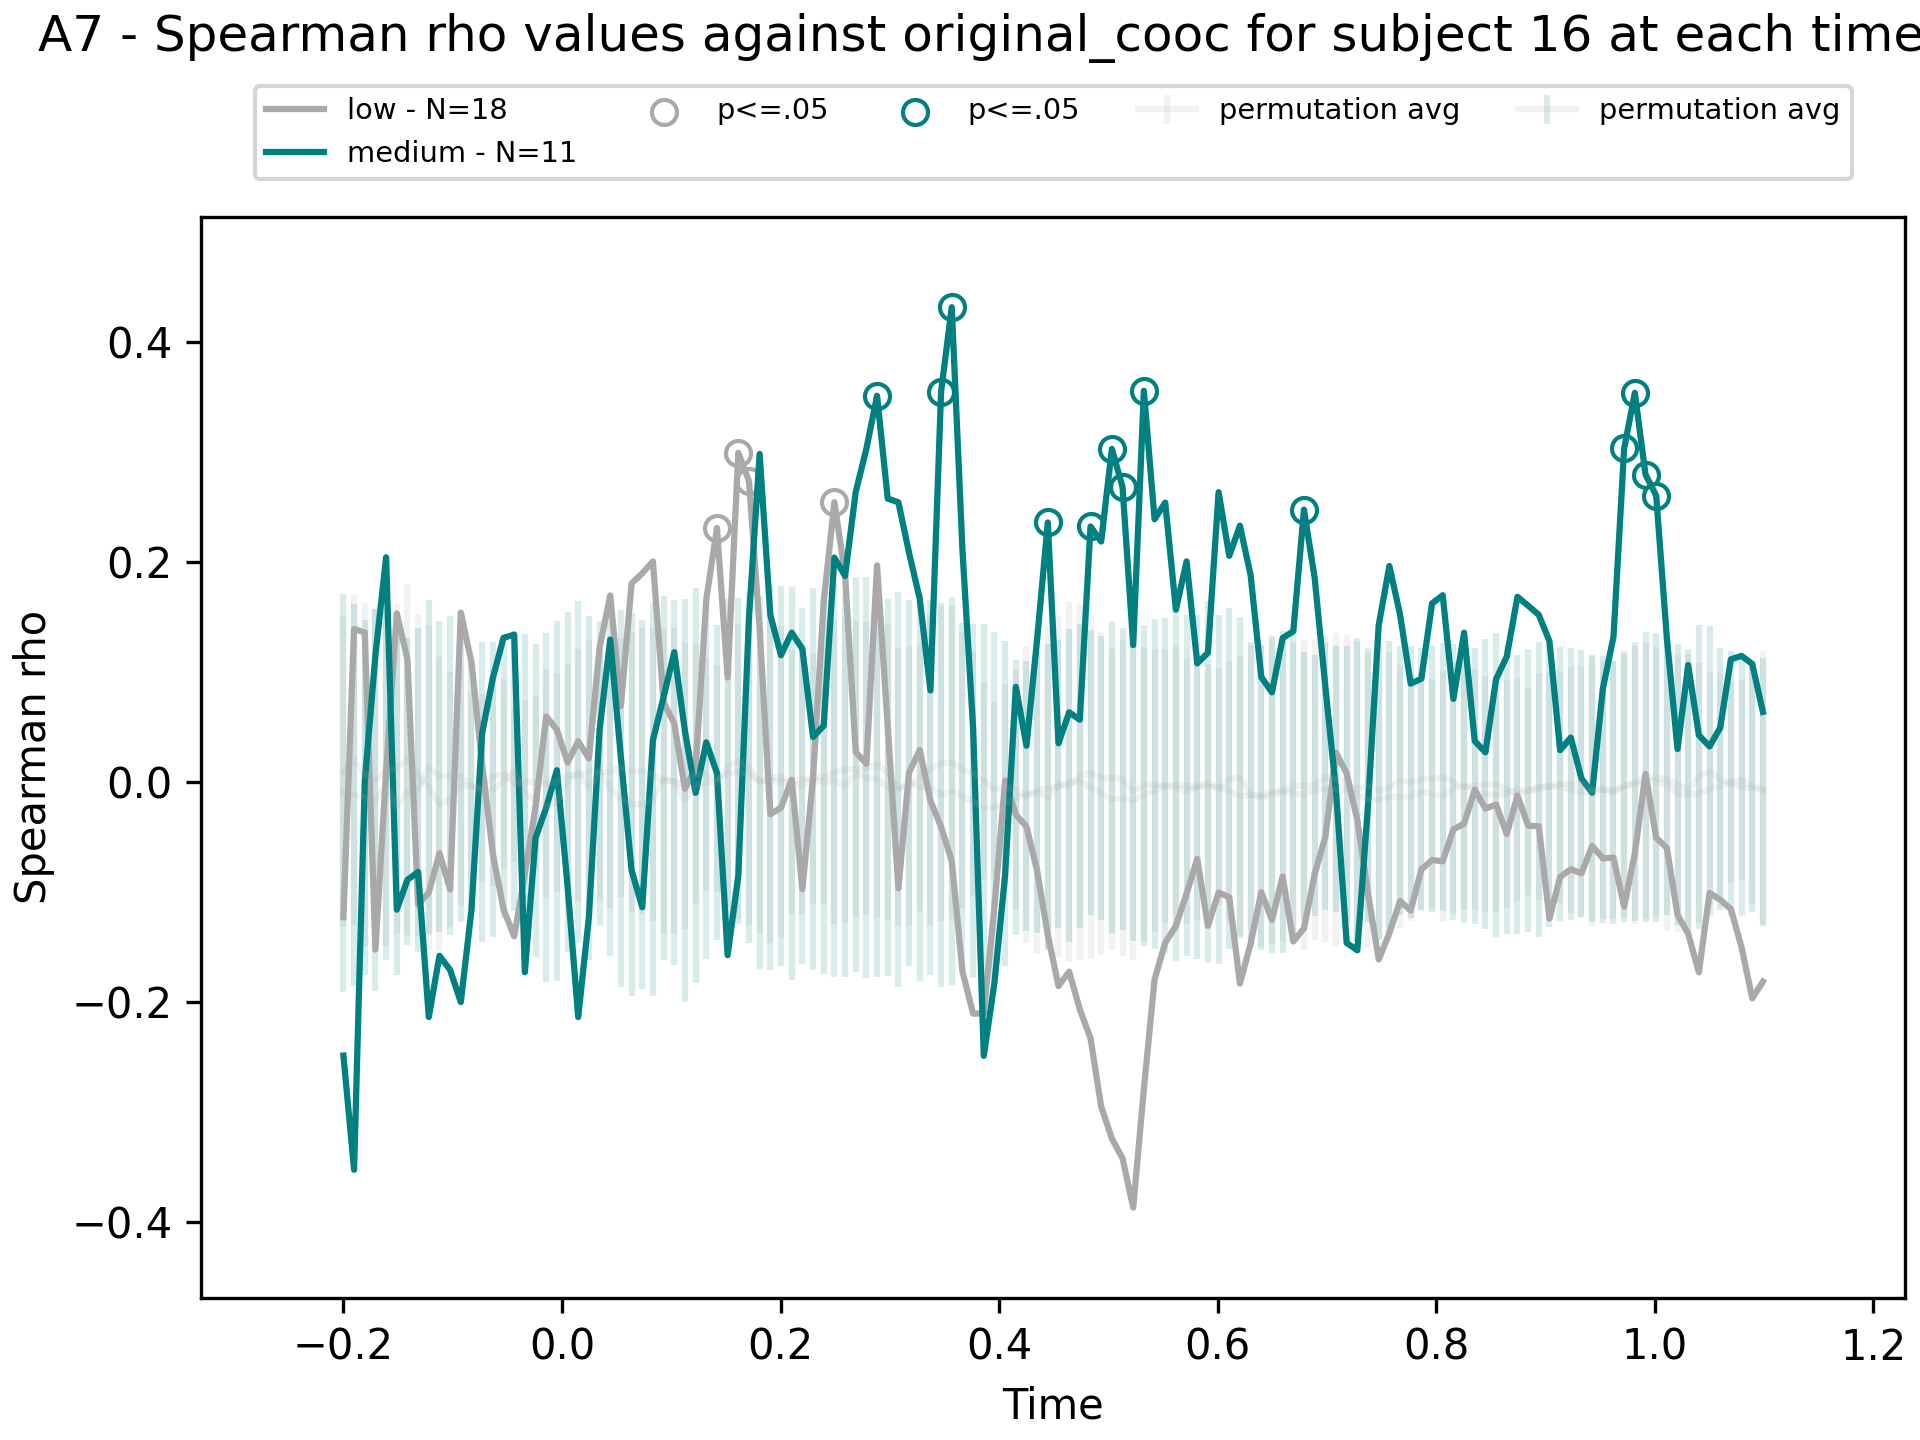 A7 - Spearman rho values against original_cooc for subject 16 at each time
low - N=18
medium - N=11
p<=.05
p<=.05
permutation avg
permutation avg
Spearman rho
0.4
0.2
0.0
−0.2
−0.4
−0.2 0.0 0.2 0.4 0.6 0.8 1.0 1.2
Time